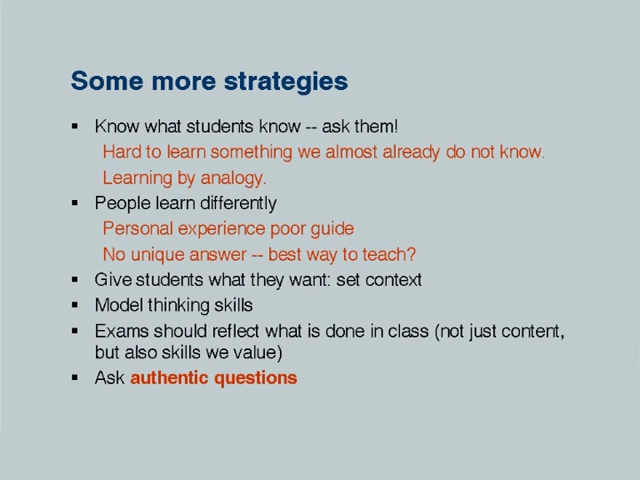 Some more strategies
▪ Know what students know -- ask them!
Hard to learn something we almost already do not know.
Learning by analogy.
▪ People learn differently
Personal experience poor guide
No unique answer -- best way to teach?
▪ Give students what they want: set context
▪ Model thinking skills
▪ Exams should reflect what is done in class (not just content,
but also skills we value)
▪ Ask authentic questions